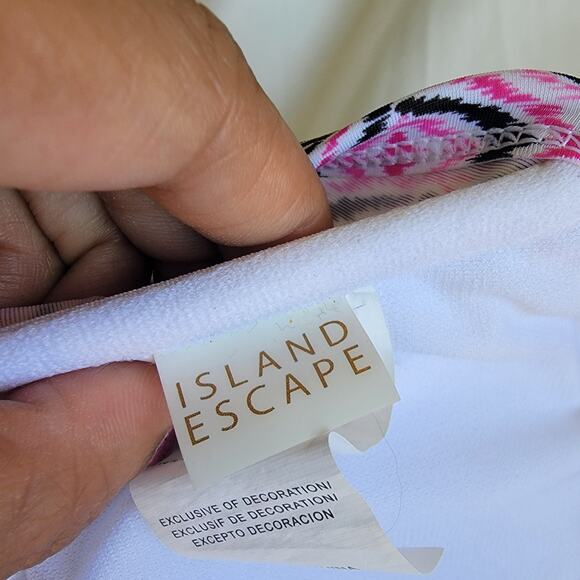 ISLAND
ESCAPE
EXCLUSIVE OF DECORATION/
EXCLUSIF DE DECORATION/
EXCEPTO DECORACION